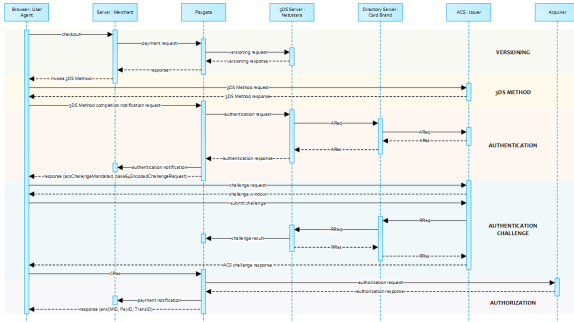 Browser - User
Agent
Server - Merchant
Paygate
3DS Server -
Netcetera
Directory Server -
Card Brand
ACS - Issuer
Acquirer
checkout
payment request
versioning request
VERSIONING
versioning response
response
invoke 3DS Method
3DS Method request
3DS METHOD
3DS Method response
3DS Method completion notification request
authentication request
AReq
AReq
ARes
AUTHENTICATION
ARes
authentication response
authentication notification
response (acsChallengeMandated, base64EncodedChallengeRequest)
challenge request
challenge window
submit challenge
RReq
AUTHENTICATION
CHALLENGE
RReq
challenge result
RRes
RRes
ACS challenge response
CRes
authorization request
authorization response
payment notification
AUTHORIZATION
response (enc(MID, PayID, TransID)